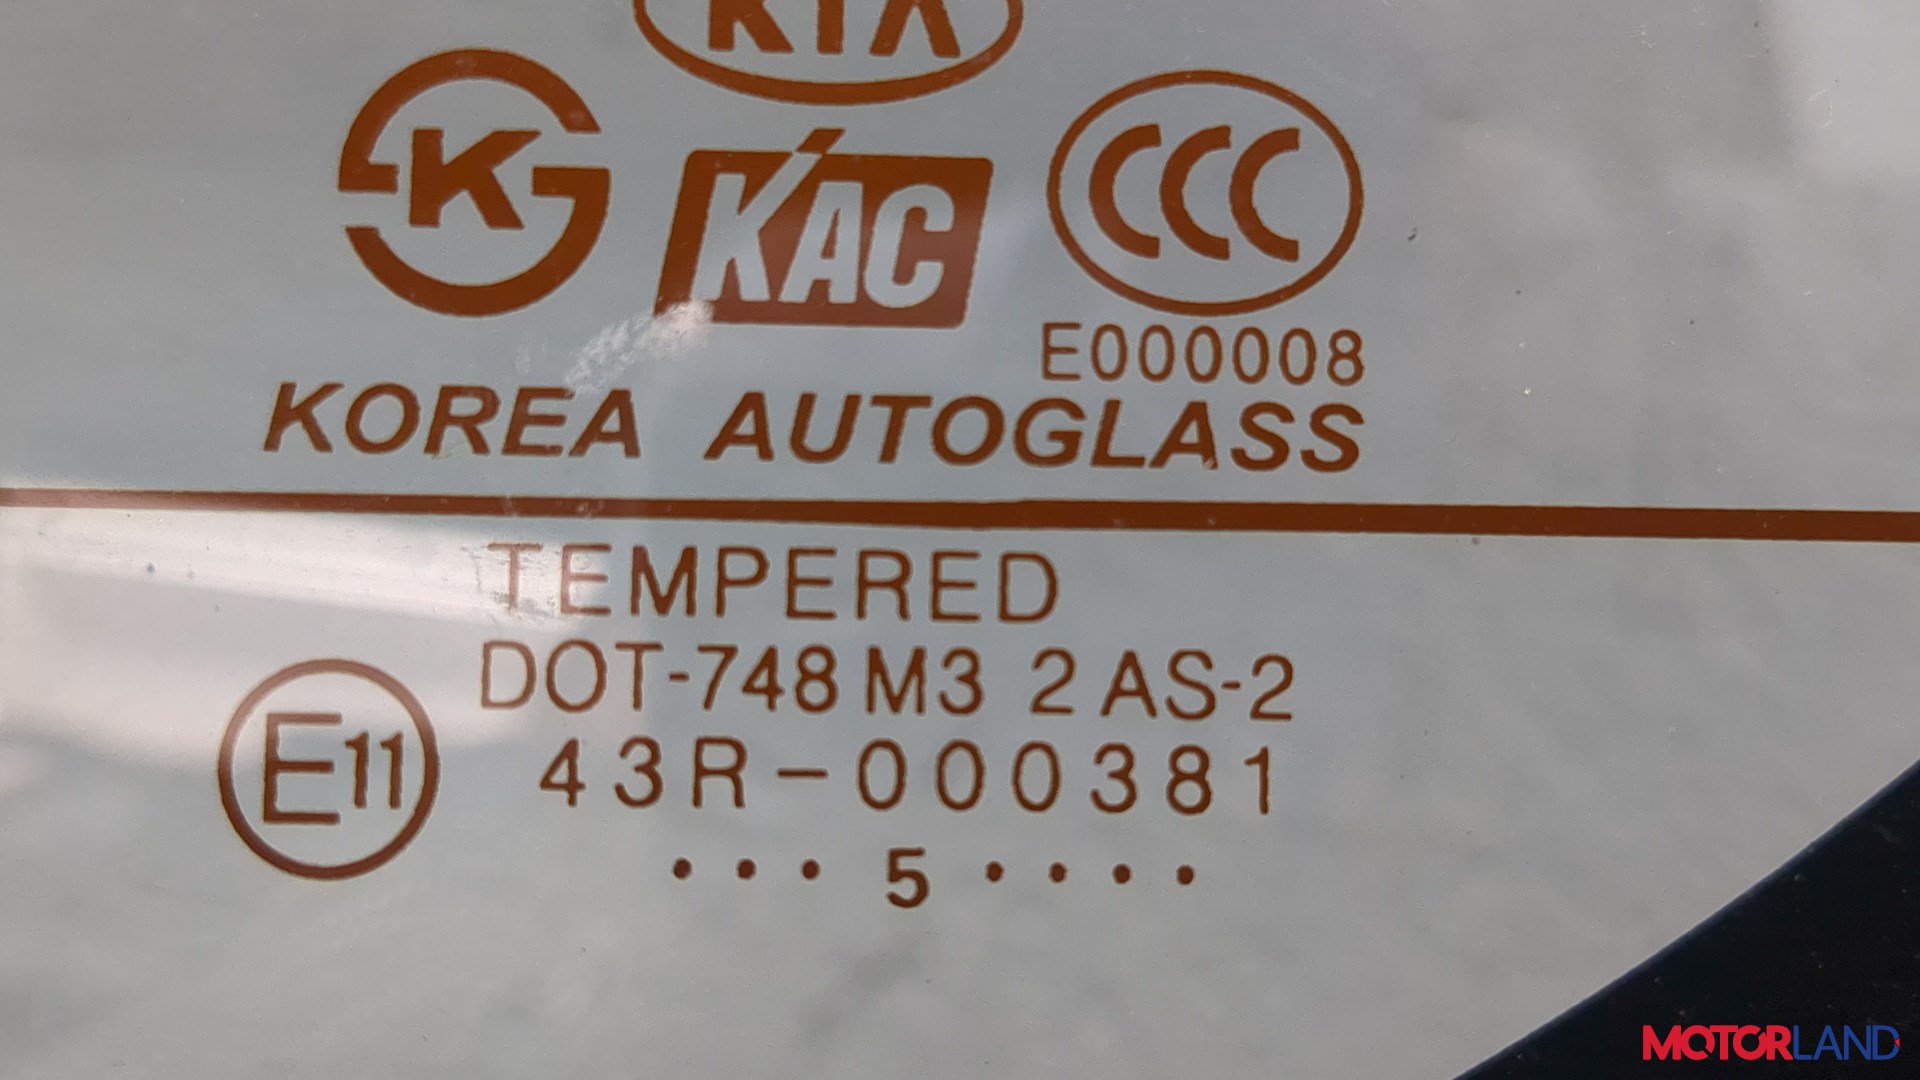 KIA
K
KAC
CCC
E000008
KOREA AUTOGLASS
TEMPERED
DOT-748 M3 2 AS-2
E11
43R-000381
• • • 5 • • • •
MOTORLAND